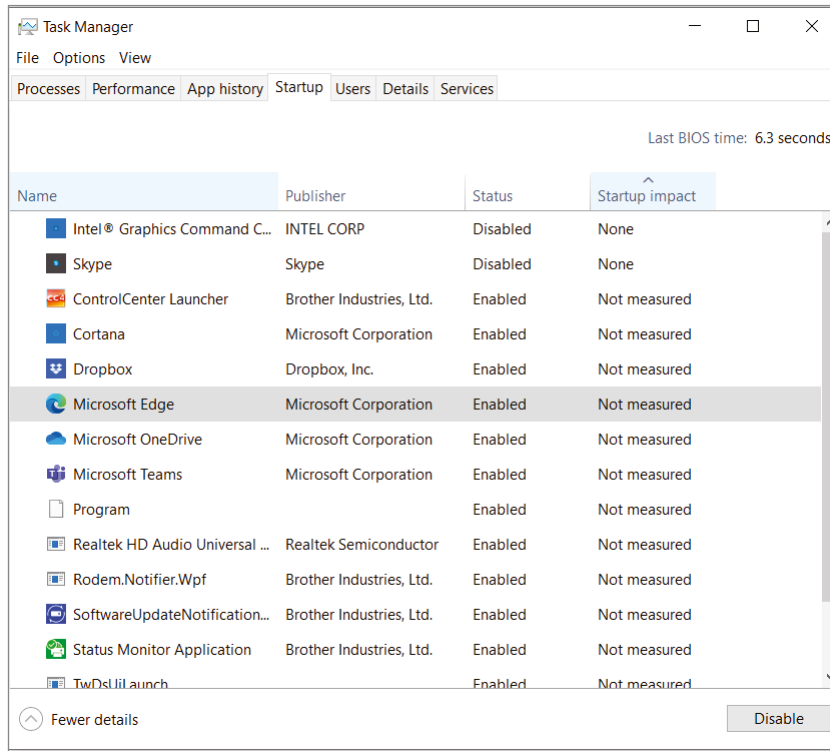 Task Manager
File Options View
Processes Performance App history Startup Users Details Services
Last BIOS time: 6.3 seconds
Name Publisher Status Startup impact
Intel® Graphics Command C... INTEL CORP Disabled None
Skype Skype Disabled None
CC4 ControlCenter Launcher Brother Industries, Ltd. Enabled Not measured
Cortana Microsoft Corporation Enabled Not measured
Dropbox Dropbox, Inc. Enabled Not measured
Microsoft Edge Microsoft Corporation Enabled Not measured
Microsoft OneDrive Microsoft Corporation Enabled Not measured
Microsoft Teams Microsoft Corporation Enabled Not measured
Program Enabled Not measured
Realtek HD Audio Universal ... Realtek Semiconductor Enabled Not measured
Rodem.Notifier.Wpf Brother Industries, Ltd. Enabled Not measured
SoftwareUpdateNotification... Brother Industries, Ltd. Enabled Not measured
Status Monitor Application Brother Industries, Ltd. Enabled Not measured
TwDsUiLaunch Enabled Not measured
Fewer details Disable